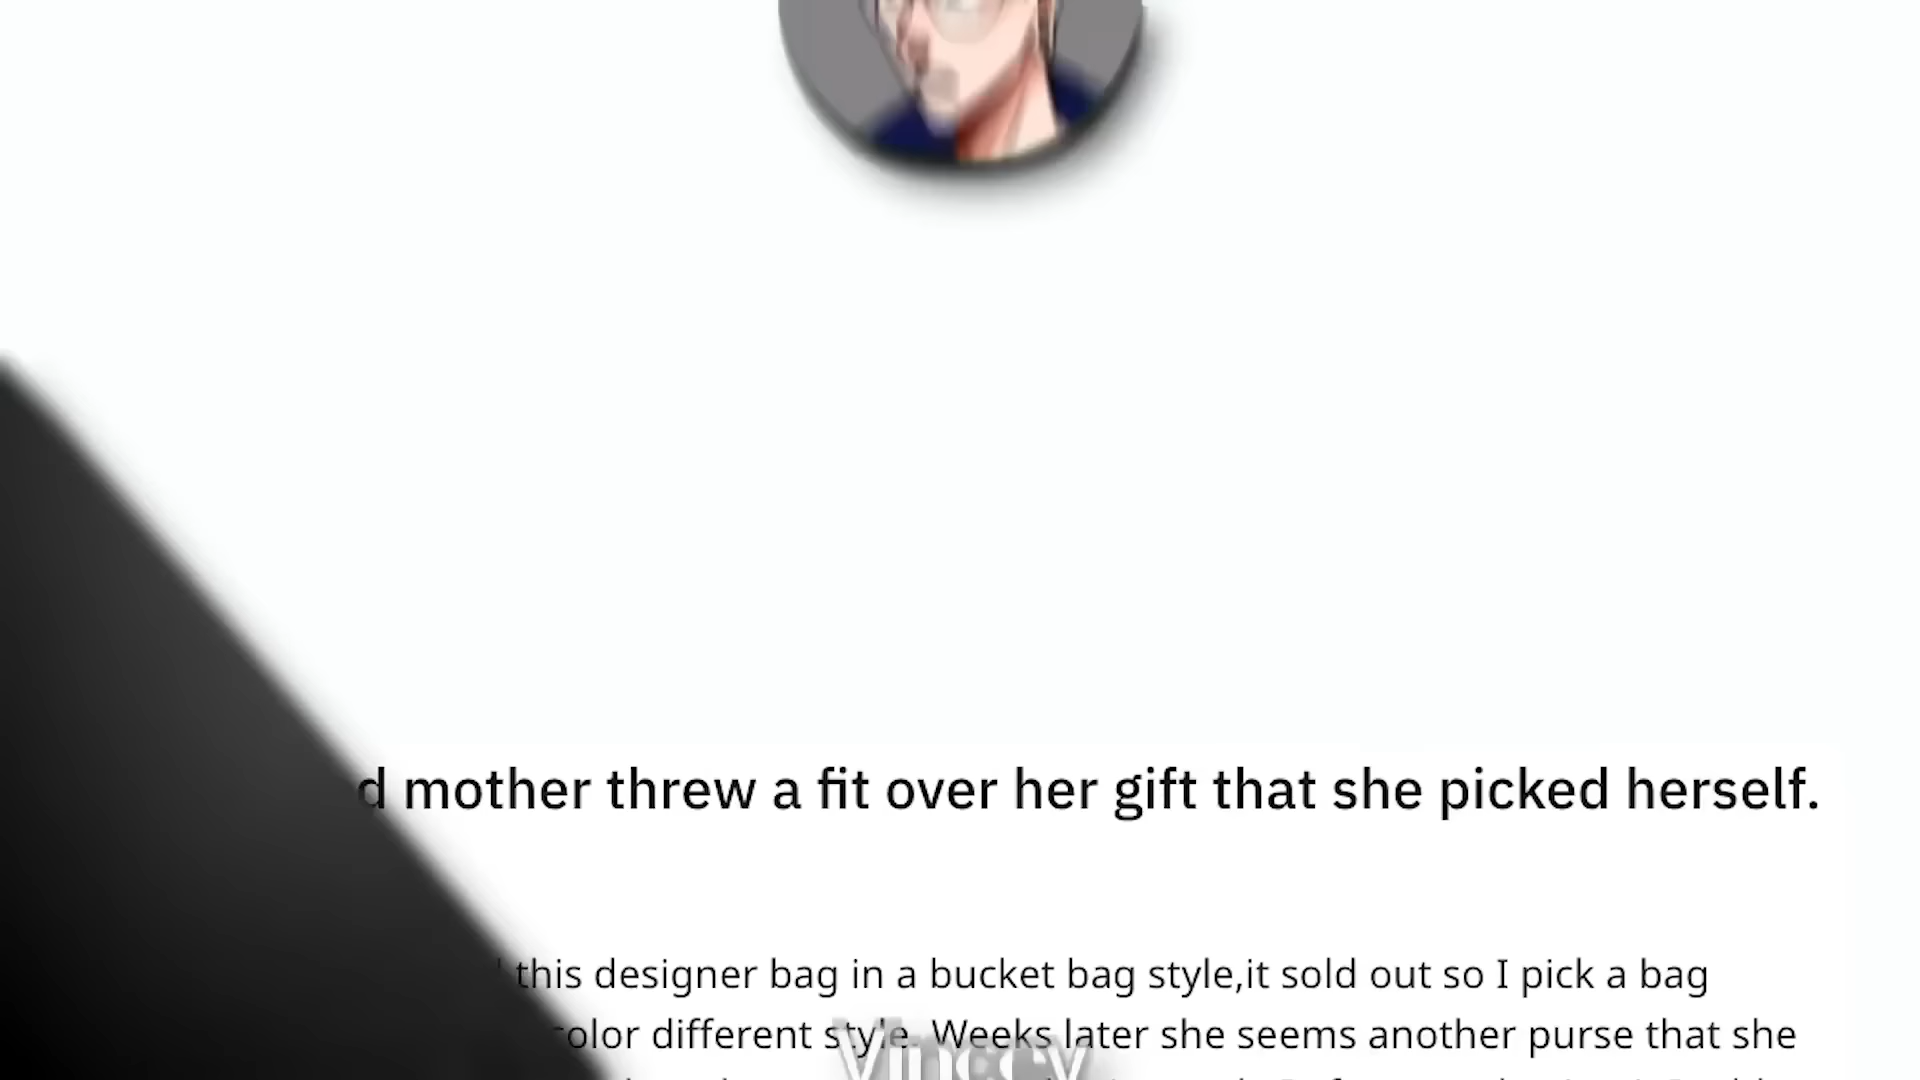 mother threw a fit over her gift that she picked herself.
this designer bag in a bucket bag style,it sold out so I pick a bag
different style. Weeks later she seems another purse that she